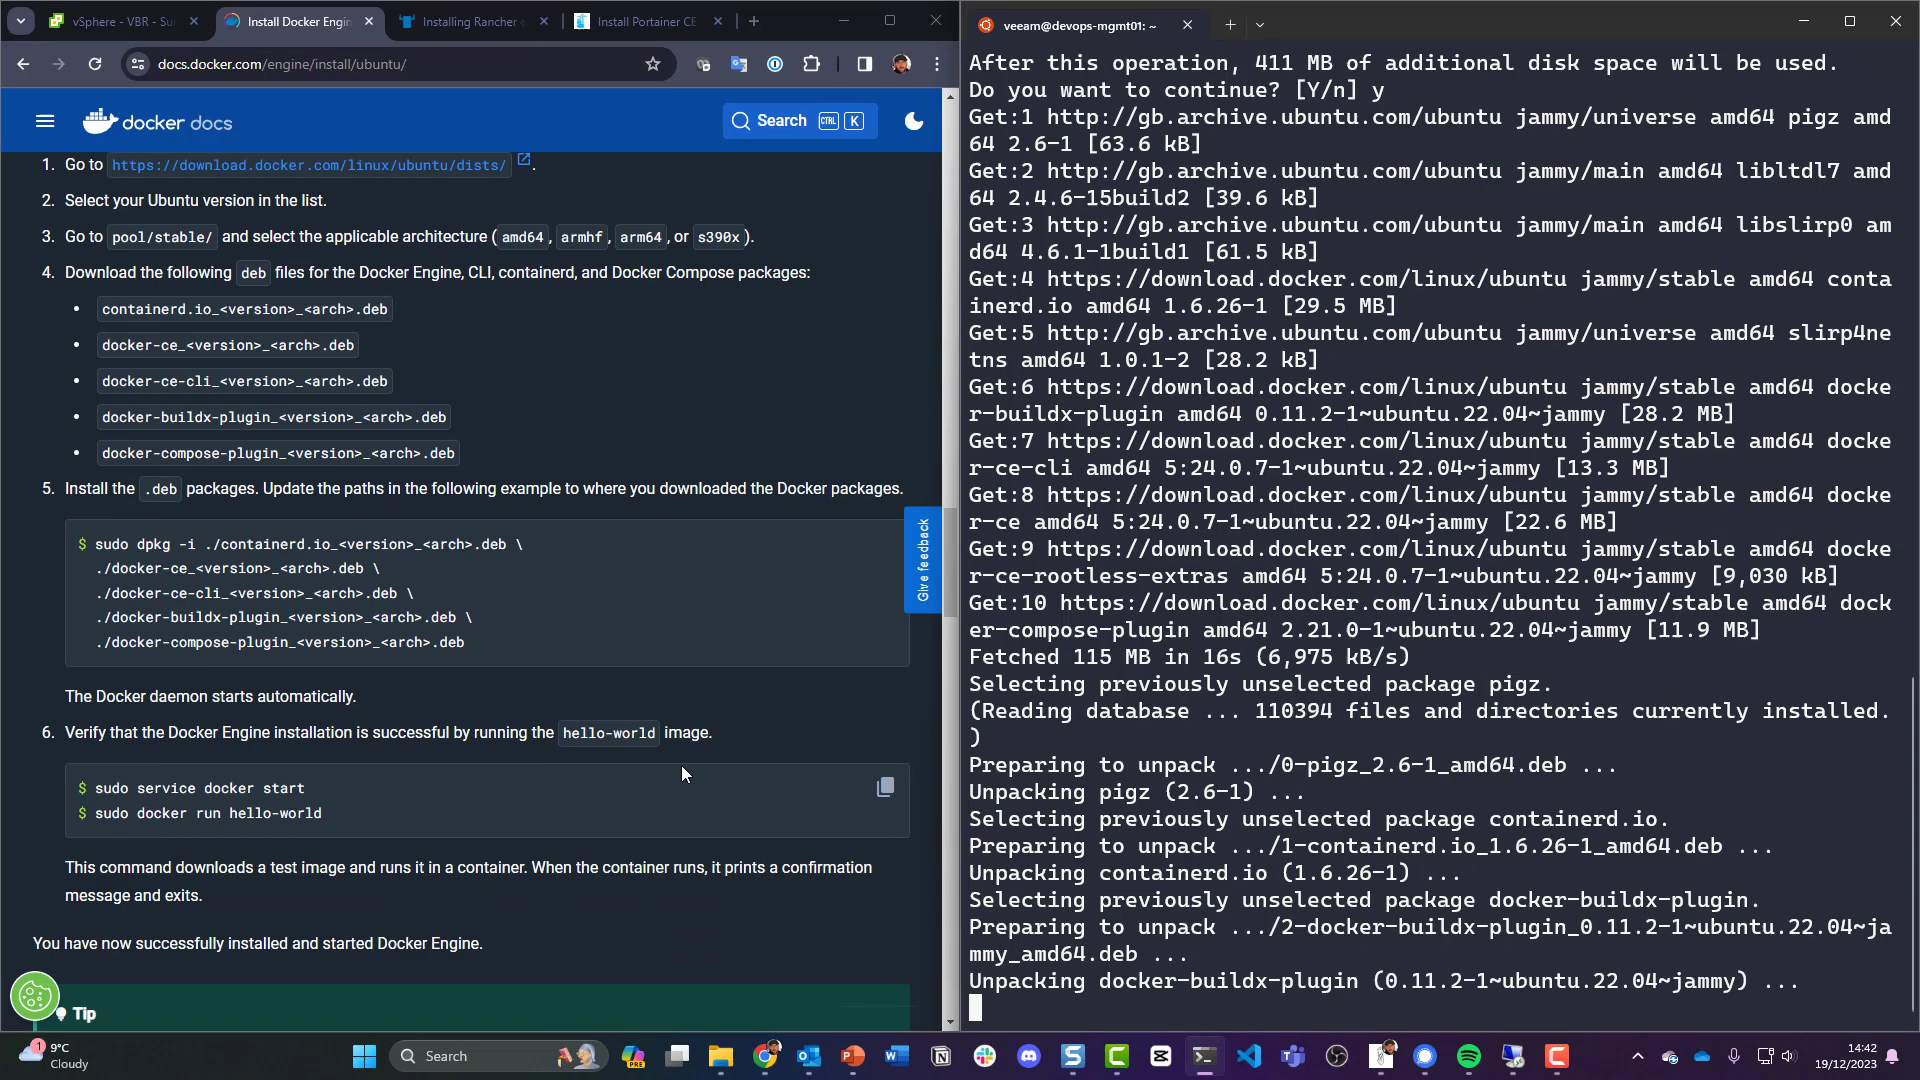 vSphere - VBR - Su
Install Docker Engin
Installing Rancher
Install Portainer CE
docs.docker.com/engine/install/ubuntu/
docker docs
Search CTRL K
1. Go to https://download.docker.com/linux/ubuntu/dists/ .
2. Select your Ubuntu version in the list.
3. Go to pool/stable/ and select the applicable architecture ( amd64 , armhf , arm64 , or s390x ).
4. Download the following deb files for the Docker Engine, CLI, containerd, and Docker Compose packages:
• containerd.io_<version>_<arch>.deb
• docker-ce_<version>_<arch>.deb
• docker-ce-cli_<version>_<arch>.deb
• docker-buildx-plugin_<version>_<arch>.deb
• docker-compose-plugin_<version>_<arch>.deb
5. Install the .deb packages. Update the paths in the following example to where you downloaded the Docker packages.
$ sudo dpkg -i ./containerd.io_<version>_<arch>.deb \
./docker-ce_<version>_<arch>.deb \
./docker-ce-cli_<version>_<arch>.deb \
./docker-buildx-plugin_<version>_<arch>.deb \
./docker-compose-plugin_<version>_<arch>.deb
The Docker daemon starts automatically.
6. Verify that the Docker Engine installation is successful by running the hello-world image.
$ sudo service docker start
$ sudo docker run hello-world
This command downloads a test image and runs it in a container. When the container runs, it prints a confirmation
message and exits.
You have now successfully installed and started Docker Engine.
Tip
Give feedback
veeam@devops-mgmt01: ~
After this operation, 411 MB of additional disk space will be used.
Do you want to continue? [Y/n] y
Get:1 http://gb.archive.ubuntu.com/ubuntu jammy/universe amd64 pigz amd
64 2.6-1 [63.6 kB]
Get:2 http://gb.archive.ubuntu.com/ubuntu jammy/main amd64 libltdl7 amd
64 2.4.6-15build2 [39.6 kB]
Get:3 http://gb.archive.ubuntu.com/ubuntu jammy/main amd64 libslirp0 am
d64 4.6.1-1build1 [61.5 kB]
Get:4 https://download.docker.com/linux/ubuntu jammy/stable amd64 conta
inerd.io amd64 1.6.26-1 [29.5 MB]
Get:5 http://gb.archive.ubuntu.com/ubuntu jammy/universe amd64 slirp4ne
tns amd64 1.0.1-2 [28.2 kB]
Get:6 https://download.docker.com/linux/ubuntu jammy/stable amd64 docke
r-buildx-plugin amd64 0.11.2-1~ubuntu.22.04~jammy [28.2 MB]
Get:7 https://download.docker.com/linux/ubuntu jammy/stable amd64 docke
r-ce-cli amd64 5:24.0.7-1~ubuntu.22.04~jammy [13.3 MB]
Get:8 https://download.docker.com/linux/ubuntu jammy/stable amd64 docke
r-ce amd64 5:24.0.7-1~ubuntu.22.04~jammy [22.6 MB]
Get:9 https://download.docker.com/linux/ubuntu jammy/stable amd64 docke
r-ce-rootless-extras amd64 5:24.0.7-1~ubuntu.22.04~jammy [9,030 kB]
Get:10 https://download.docker.com/linux/ubuntu jammy/stable amd64 dock
er-compose-plugin amd64 2.21.0-1~ubuntu.22.04~jammy [11.9 MB]
Fetched 115 MB in 16s (6,975 kB/s)
Selecting previously unselected package pigz.
(Reading database ... 110394 files and directories currently installed.
)
Preparing to unpack .../0-pigz_2.6-1_amd64.deb ...
Unpacking pigz (2.6-1) ...
Selecting previously unselected package containerd.io.
Preparing to unpack .../1-containerd.io_1.6.26-1_amd64.deb ...
Unpacking containerd.io (1.6.26-1) ...
Selecting previously unselected package docker-buildx-plugin.
Preparing to unpack .../2-docker-buildx-plugin_0.11.2-1~ubuntu.22.04~ja
mmy_amd64.deb ...
Unpacking docker-buildx-plugin (0.11.2-1~ubuntu.22.04~jammy) ...
1
9°C
Cloudy
Search
PRE
14:42
19/12/2023